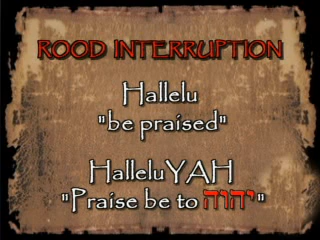 ROOD INTERRUPTION
Hallelu
"be praised"
HalleluYAH
"Praise be to יהוה"